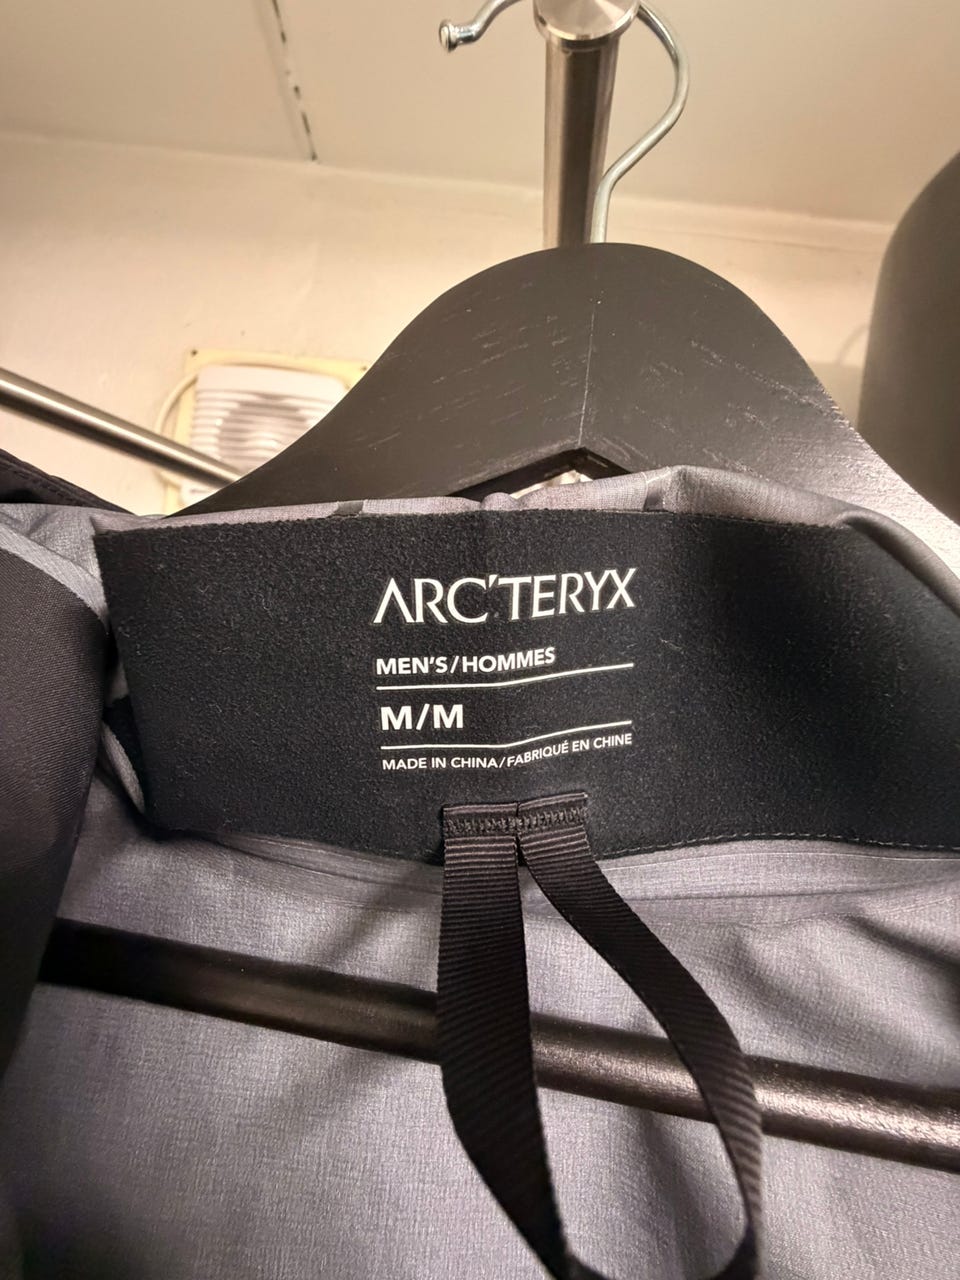 ARC'TERYX
MEN'S/HOMMES
M/M
MADE IN CHINA/FABRIQUÉ EN CHINE